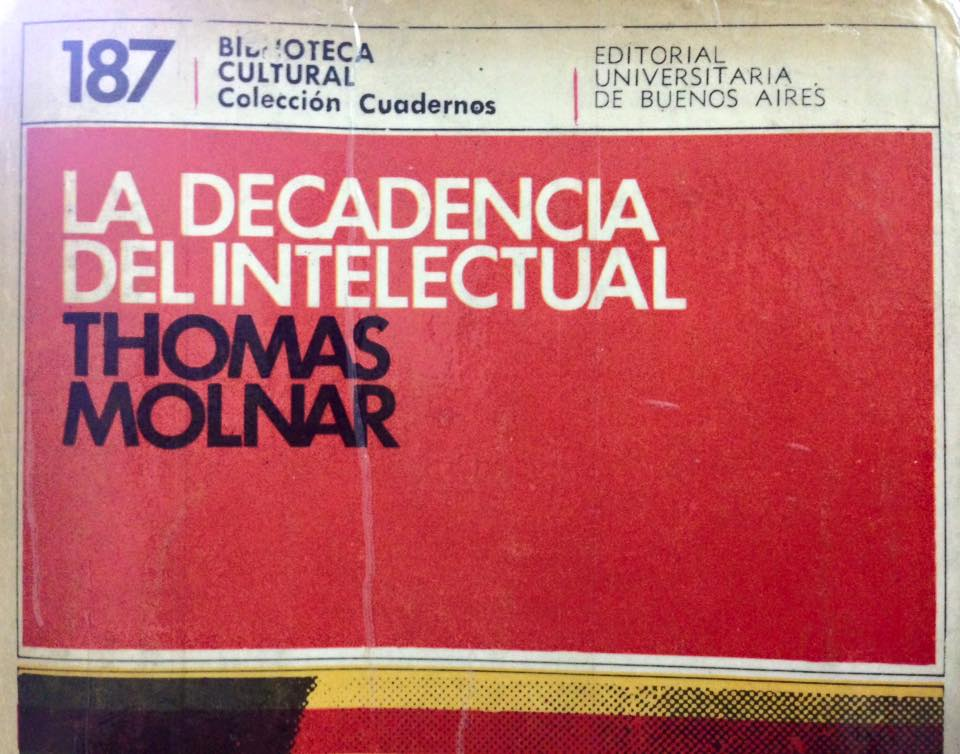 187
BIBLIOTECA
CULTURAL
Colección Cuadernos
EDITORIAL
UNIVERSITARIA
DE BUENOS AIRES
LA DECADENCIA
DEL INTELECTUAL
THOMAS
MOLNAR